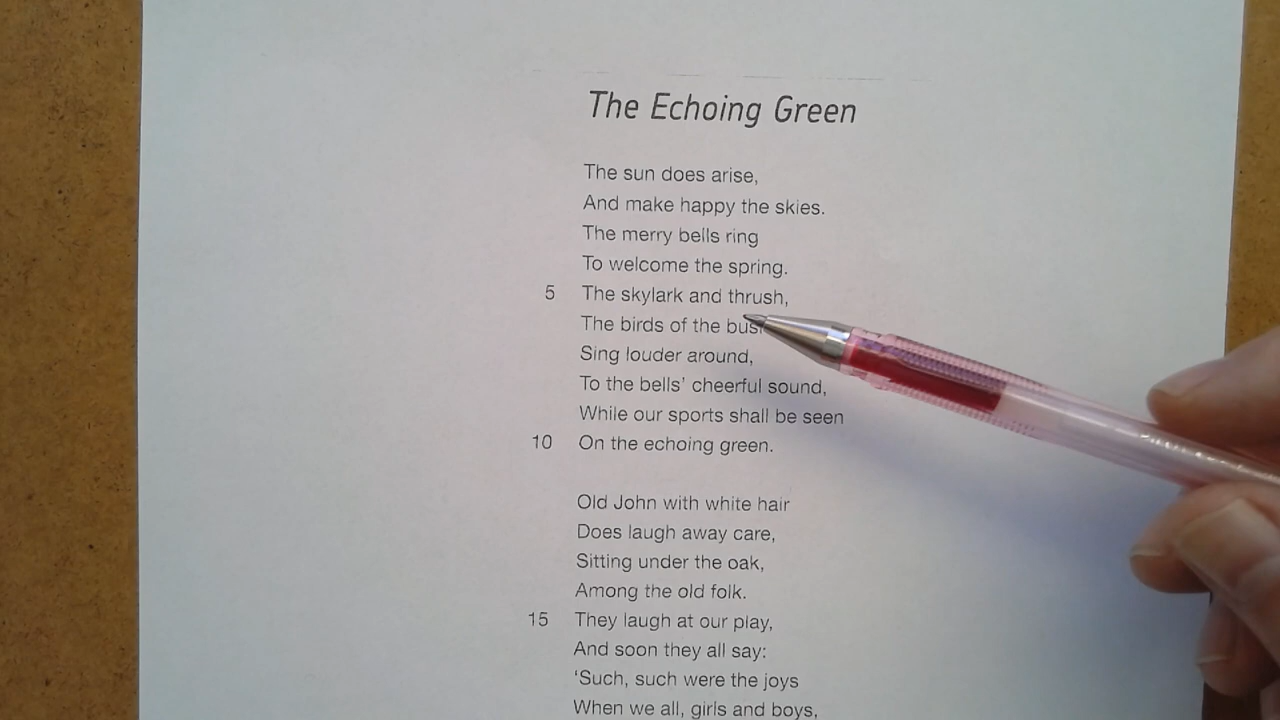 The Echoing Green
The sun does arise,
And make happy the skies.
The merry bells ring
To welcome the spring.
5 The skylark and thrush,
The birds of the
Sing louder around,
To the bells' cheerful sound,
While our sports shall be seen
10 On the echoing green.
Old John with white hair
Does laugh away care,
Sitting under the oak,
Among the old folk.
15 They laugh at our play,
And soon they all say:
‘Such, such were the joys
When we all, girls and boys,